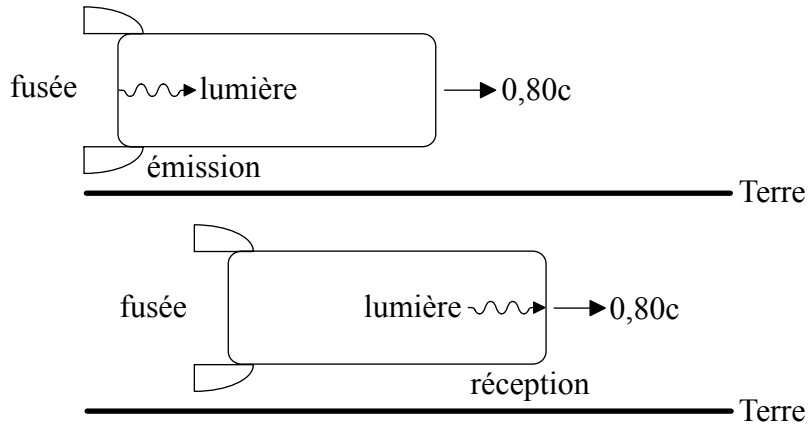 fusée
lumière
0,80c
émission
Terre
fusée
lumière
0,80c
réception
Terre